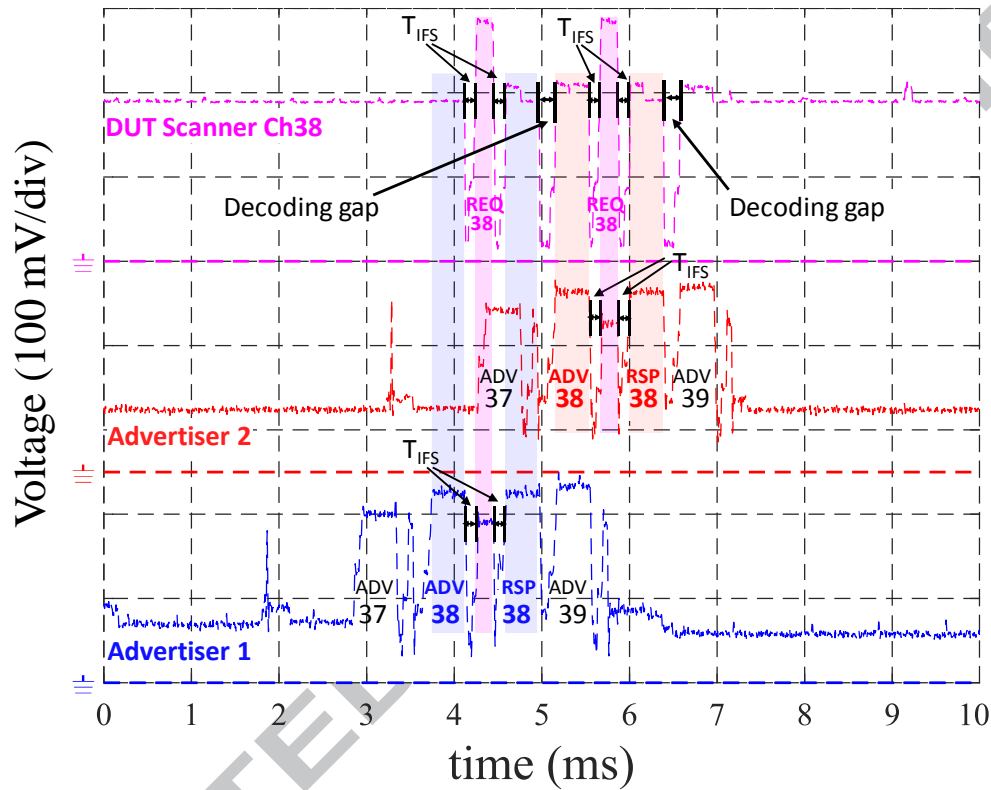 T_IFS
T_IFS
DUT Scanner Ch38
Decoding gap
REQ
38
REQ
38
Decoding gap
T_IFS
ADV
37
ADV
38
RSP
38
ADV
39
Advertiser 2
T_IFS
ADV
37
ADV
38
RSP
38
ADV
39
Advertiser 1
Voltage (100 mV/div)
0 1 2 3 4 5 6 7 8 9 10
time (ms)